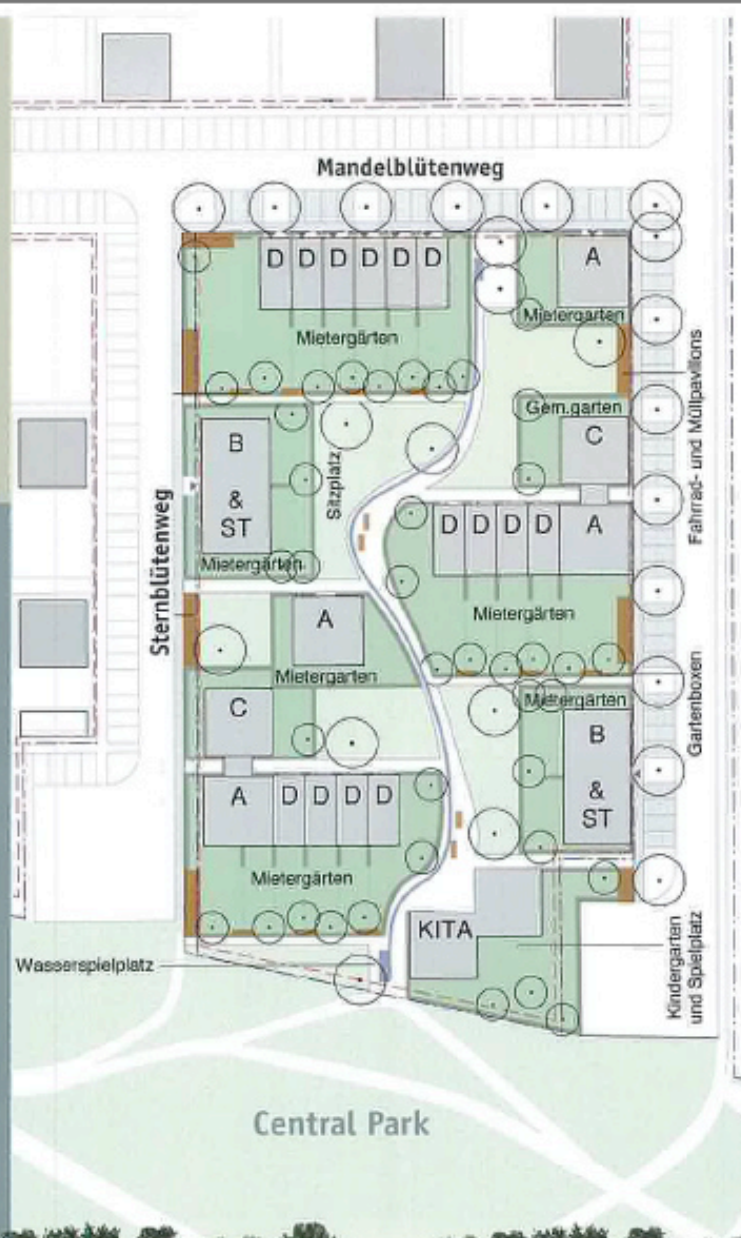 Mandelblütenweg
D D D D D D
A
Mietergärten
Mietergarten
Gem.garten
C
B
&
ST
Mietergärten
Sitzplatz
Sternblütenweg
Fahrrad- und Müllpavillons
D D D D A
Mietergärten
A
Mietergarten
C
Mietergärten
B
&
ST
Gartenboxen
A D D D D
Mietergärten
KITA
Wasserspielplatz
Kindergarten
und Spielplatz
Central Park